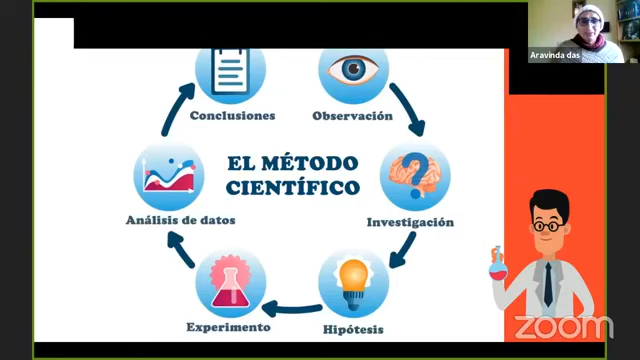 Aravinda das
Conclusiones
Observación
EL MÉTODO
CIENTÍFICO
Análisis de datos
Investigación
Experimento
Hipótesis
zoom